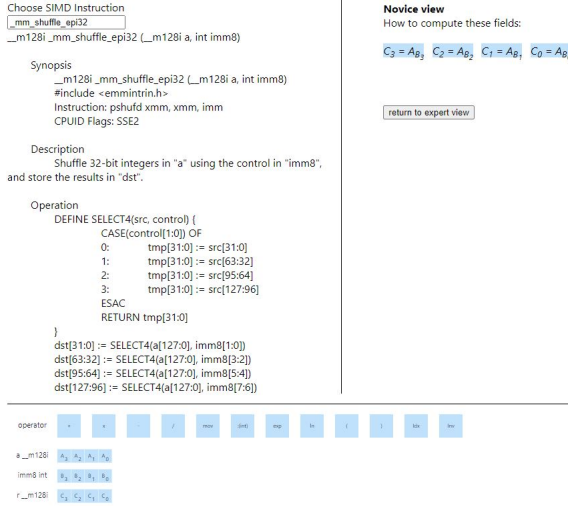 Choose SIMD Instruction
_mm_shuffle_epi32
__m128i _mm_shuffle_epi32 (__m128i a, int imm8)
Synopsis
__m128i _mm_shuffle_epi32 (__m128i a, int imm8)
#include <emmintrin.h>
Instruction: pshufd xmm, xmm, imm
CPUID Flags: SSE2
Description
Shuffle 32-bit integers in "a" using the control in "imm8",
and store the results in "dst".
Operation
DEFINE SELECT4(src, control) {
CASE(control[1:0]) OF
0: tmp[31:0] := src[31:0]
1: tmp[31:0] := src[63:32]
2: tmp[31:0] := src[95:64]
3: tmp[31:0] := src[127:96]
ESAC
RETURN tmp[31:0]
}
dst[31:0] := SELECT4(a[127:0], imm8[1:0])
dst[63:32] := SELECT4(a[127:0], imm8[3:2])
dst[95:64] := SELECT4(a[127:0], imm8[5:4])
dst[127:96] := SELECT4(a[127:0], imm8[7:6])
Novice view
How to compute these fields:
C3 = AB3 C2 = AB2 C1 = AB1 C0 = AB
return to expert view
operator + x - / (int) exp ln ( )
a __m128i A3 A2 A1 A0
imm8 int B3 B2 B1 B0
r __m128i C3 C2 C1 C0